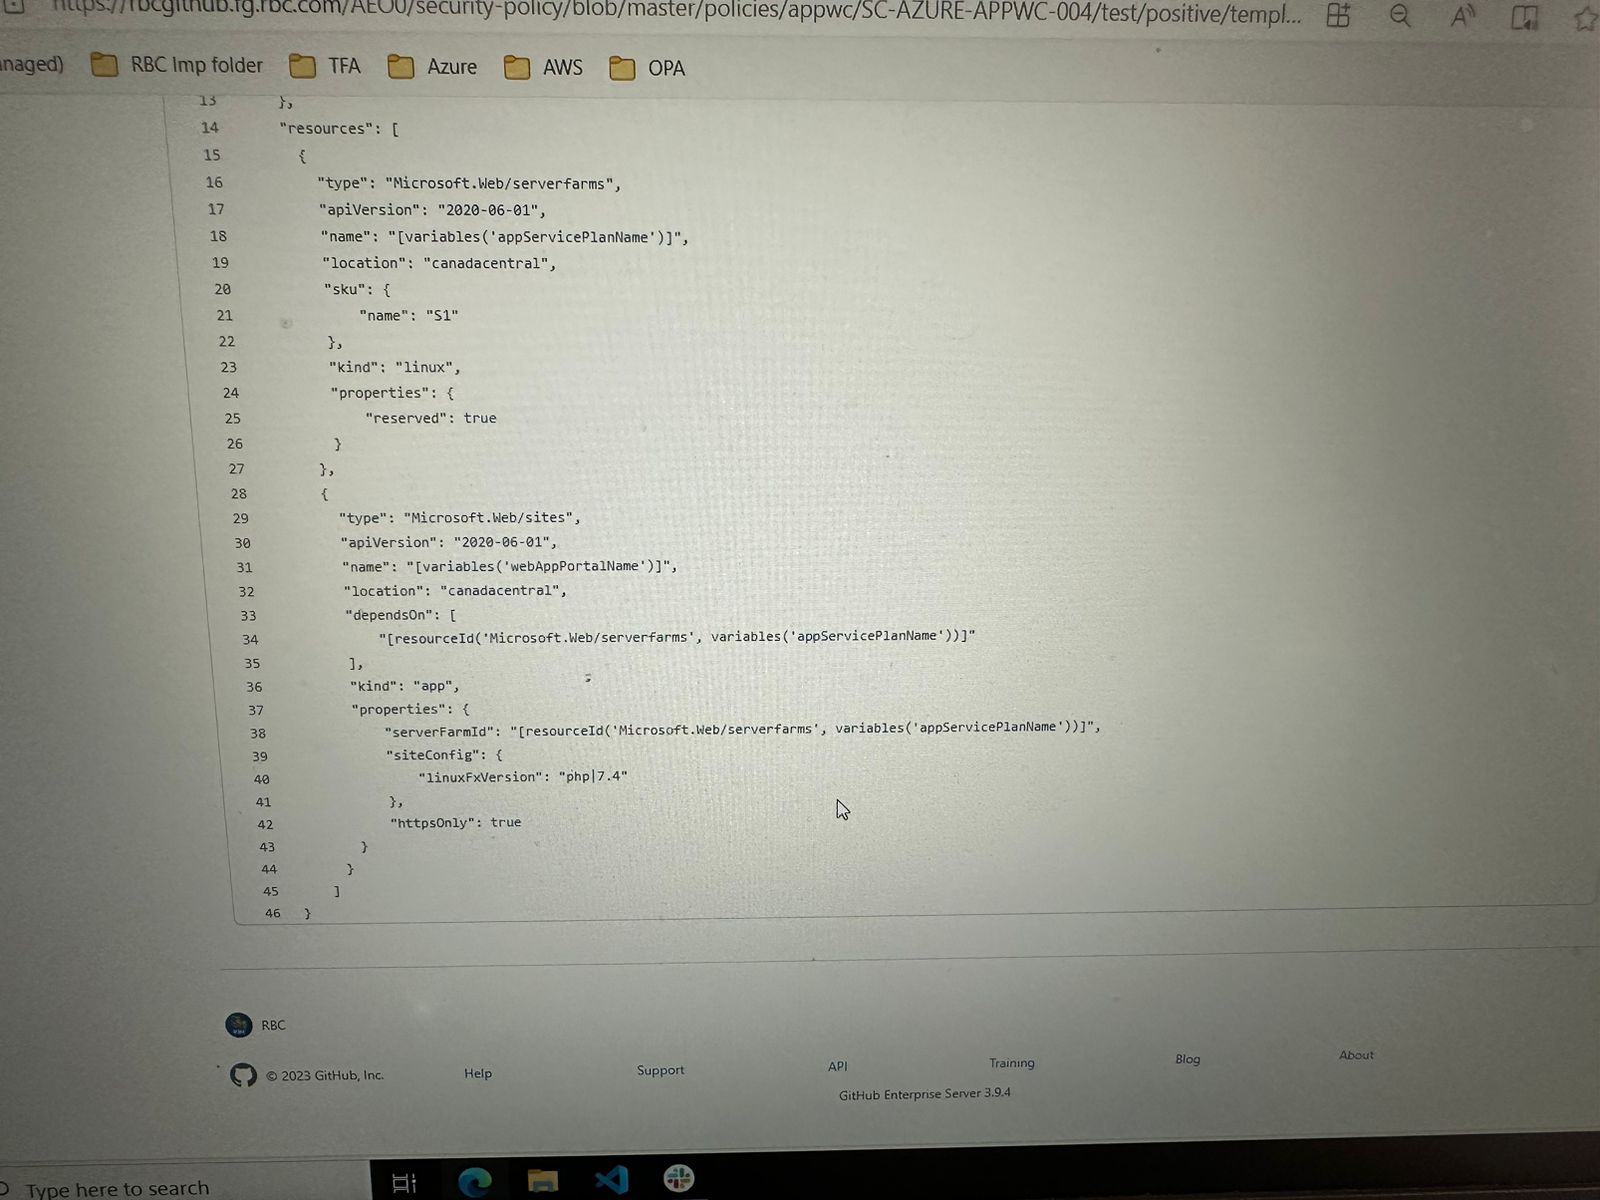 https://rbcgithub.fg.rbc.com/AEO0/security-policy/blob/master/policies/appwc/SC-AZURE-APPWC-004/test/positive/templ...
naged) RBC Imp folder TFA Azure AWS OPA
13 },
14 "resources": [
15 {
16 "type": "Microsoft.Web/serverfarms",
17 "apiVersion": "2020-06-01",
18 "name": "[variables('appServicePlanName')]",
19 "location": "canadacentral",
20 "sku": {
21 "name": "S1"
22 },
23 "kind": "linux",
24 "properties": {
25 "reserved": true
26 }
27 },
28 {
29 "type": "Microsoft.Web/sites",
30 "apiVersion": "2020-06-01",
31 "name": "[variables('webAppPortalName')]",
32 "location": "canadacentral",
33 "dependsOn": [
34 "[resourceId('Microsoft.Web/serverfarms', variables('appServicePlanName'))]"
35 ],
36 "kind": "app",
37 "properties": {
38 "serverFarmId": "[resourceId('Microsoft.Web/serverfarms', variables('appServicePlanName'))]",
39 "siteConfig": {
40 "linuxFxVersion": "php|7.4"
41 },
42 "httpsOnly": true
43 }
44 }
45 ]
46 }
RBC
© 2023 GitHub, Inc. Help Support API Training Blog About
GitHub Enterprise Server 3.9.4
Type here to search